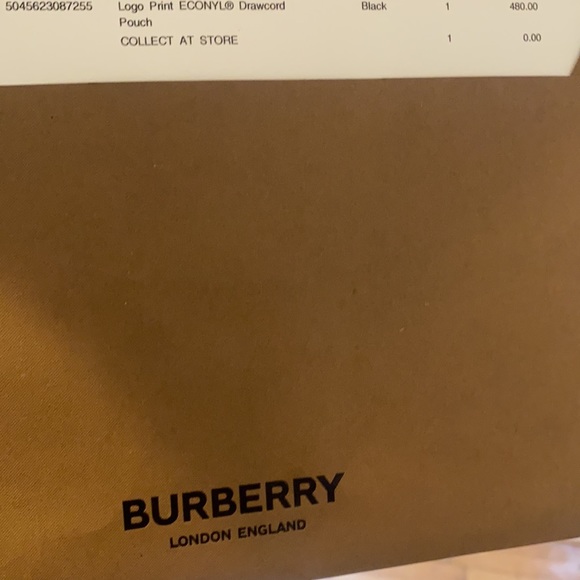 5045623087255 Logo Print ECONYL® Drawcord Black 1 480.00
Pouch
COLLECT AT STORE 1 0.00
BURBERRY
LONDON ENGLAND